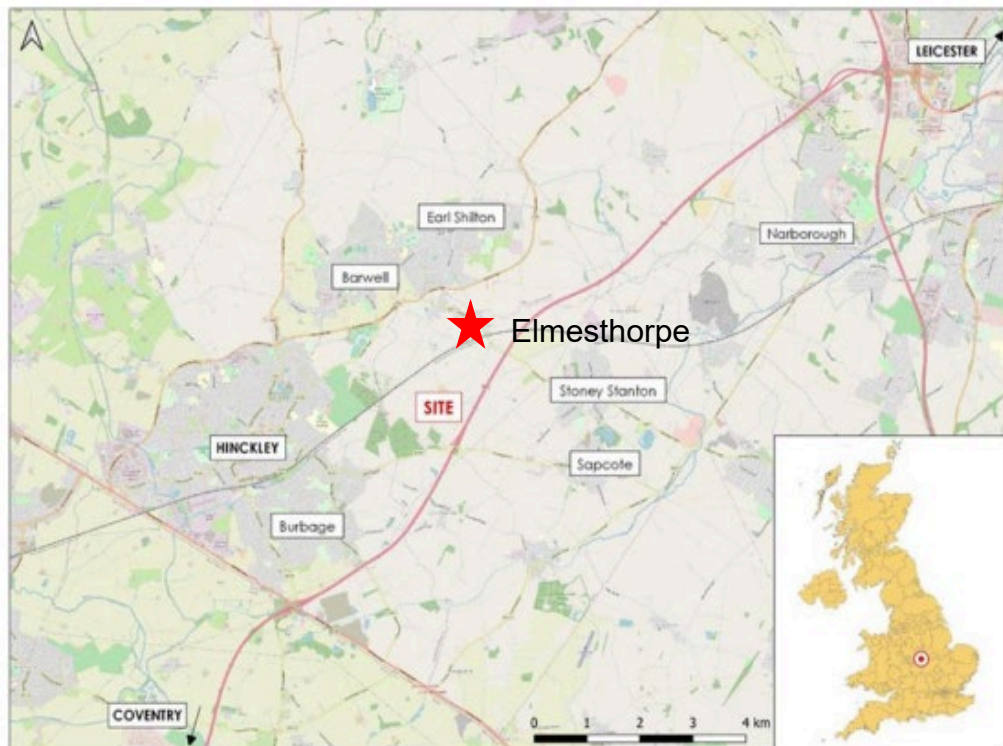 LEICESTER
Earl Shilton
Narborough
Barwell
Elmesthorpe
Stoney Stanton
SITE
HINCKLEY
Sapcote
Burbage
COVENTRY
0 1 2 3 4 km